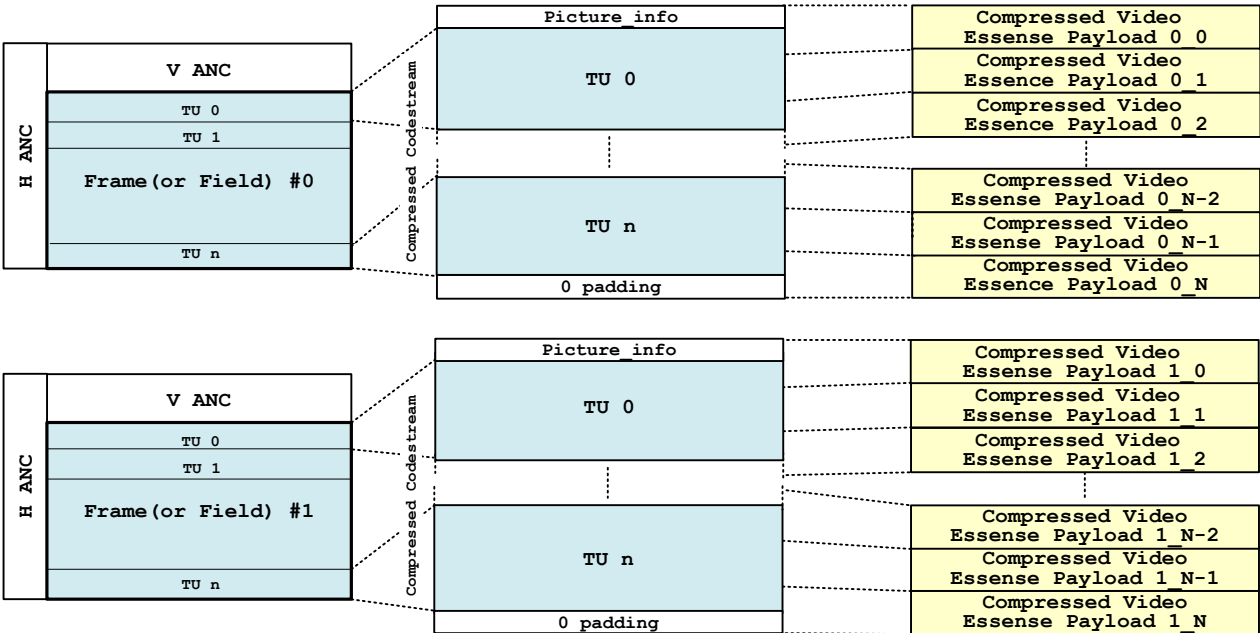 H ANC
V ANC
TU 0
TU 1
Frame(or Field) #0
TU n
Compressed Codestream
Picture_info
TU 0
TU n
0 padding
Compressed Video
Essense Payload 0_0
Compressed Video
Essence Payload 0_1
Compressed Video
Essence Payload 0_2
Compressed Video
Essense Payload 0_N-2
Compressed Video
Essense Payload 0_N-1
Compressed Video
Essence Payload 0_N
H ANC
V ANC
TU 0
TU 1
Frame(or Field) #1
TU n
Compressed Codestream
Picture_info
TU 0
TU n
0 padding
Compressed Video
Essense Payload 1_0
Compressed Video
Essense Payload 1_1
Compressed Video
Essense Payload 1_2
Compressed Video
Essense Payload 1_N-2
Compressed Video
Essense Payload 1_N-1
Compressed Video
Essense Payload 1_N